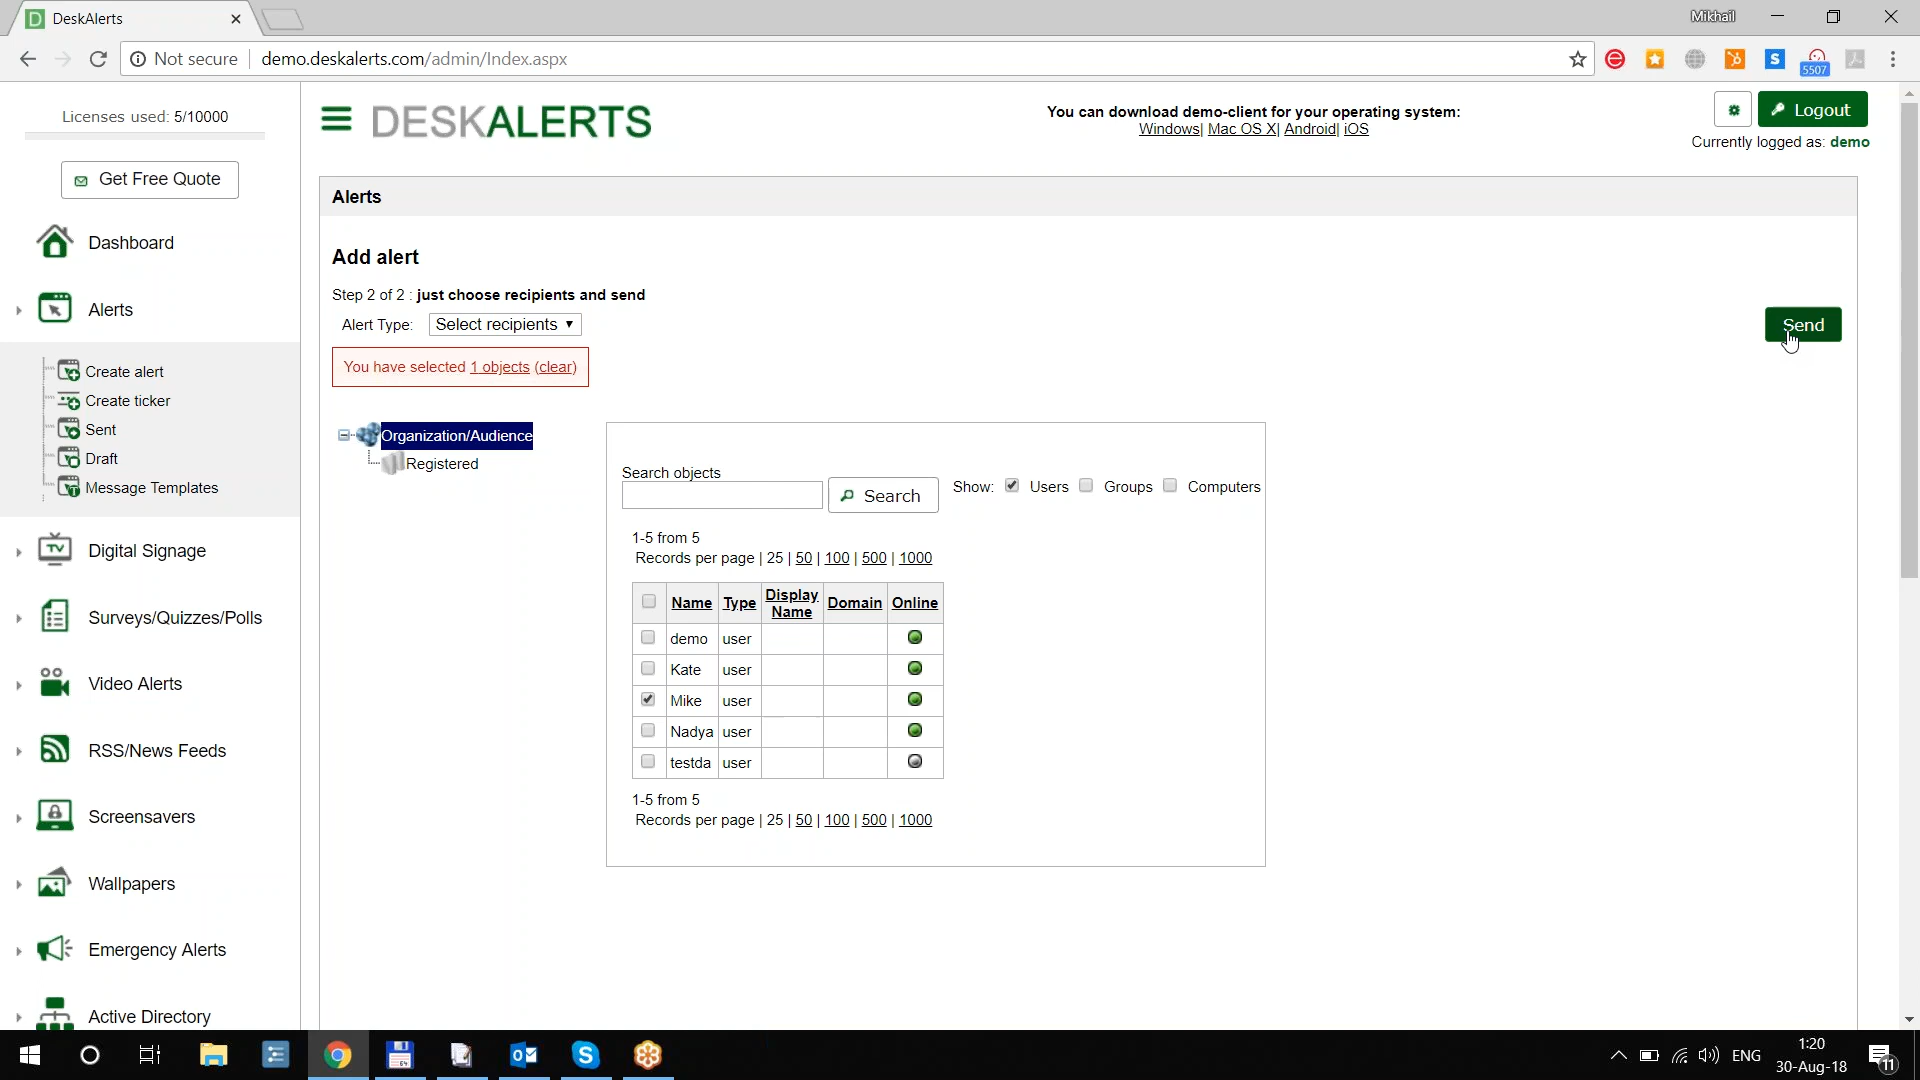 DeskAlerts
Mikhail
Not secure
demo.deskalerts.com/admin/Index.aspx
5507
Licenses used: 5/10000
Get Free Quote
Dashboard
Alerts
Create alert
Create ticker
Sent
Draft
Message Templates
Digital Signage
Surveys/Quizzes/Polls
Video Alerts
RSS/News Feeds
Screensavers
Wallpapers
Emergency Alerts
Active Directory
DESKALERTS
You can download demo-client for your operating system:
Windows| Mac OS X| Android| iOS
Logout
Currently logged as: demo
Alerts
Add alert
Step 2 of 2 : just choose recipients and send
Alert Type: Select recipients
Send
You have selected 1 objects (clear)
Organization/Audience
Registered
Search objects
Search
Show: Users Groups Computers
1-5 from 5
Records per page | 25 | 50 | 100 | 500 | 1000
Name Type Display Name Domain Online
demo user
Kate user
Mike user
Nadya user
testda user
1-5 from 5
Records per page | 25 | 50 | 100 | 500 | 1000
ENG
1:20
30-Aug-18
11